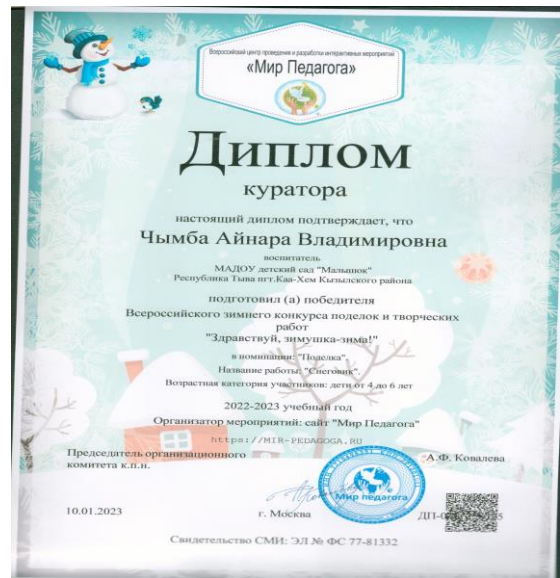 Всероссийский центр проведения и разработки интерактивных мероприятий
«Мир Педагога»
Диплом
куратора
настоящий диплом подтверждает, что
Чымба Айнара Владимировна
воспитатель
МАДОУ детский сад "Малышок"
Республика Тыва пгт.Каа-Хем Кызылского района
подготовил (а) победителя
Всероссийского зимнего конкурса поделок и творческих
работ
"Здравствуй, зимушка-зима!"
в номинации: "Поделка".
Название работы: "Снеговик".
Возрастная категория участников: дети от 4 до 6 лет
2022-2023 учебный год
Организатор мероприятий: сайт "Мир Педагога"
https://MIR-PEDAGOGA.RU
Председатель организационного
комитета к.п.н.
А.Ф. Ковалева
Мир педагога
10.01.2023
г. Москва
Свидетельство СМИ: ЭЛ № ФС 77-81332